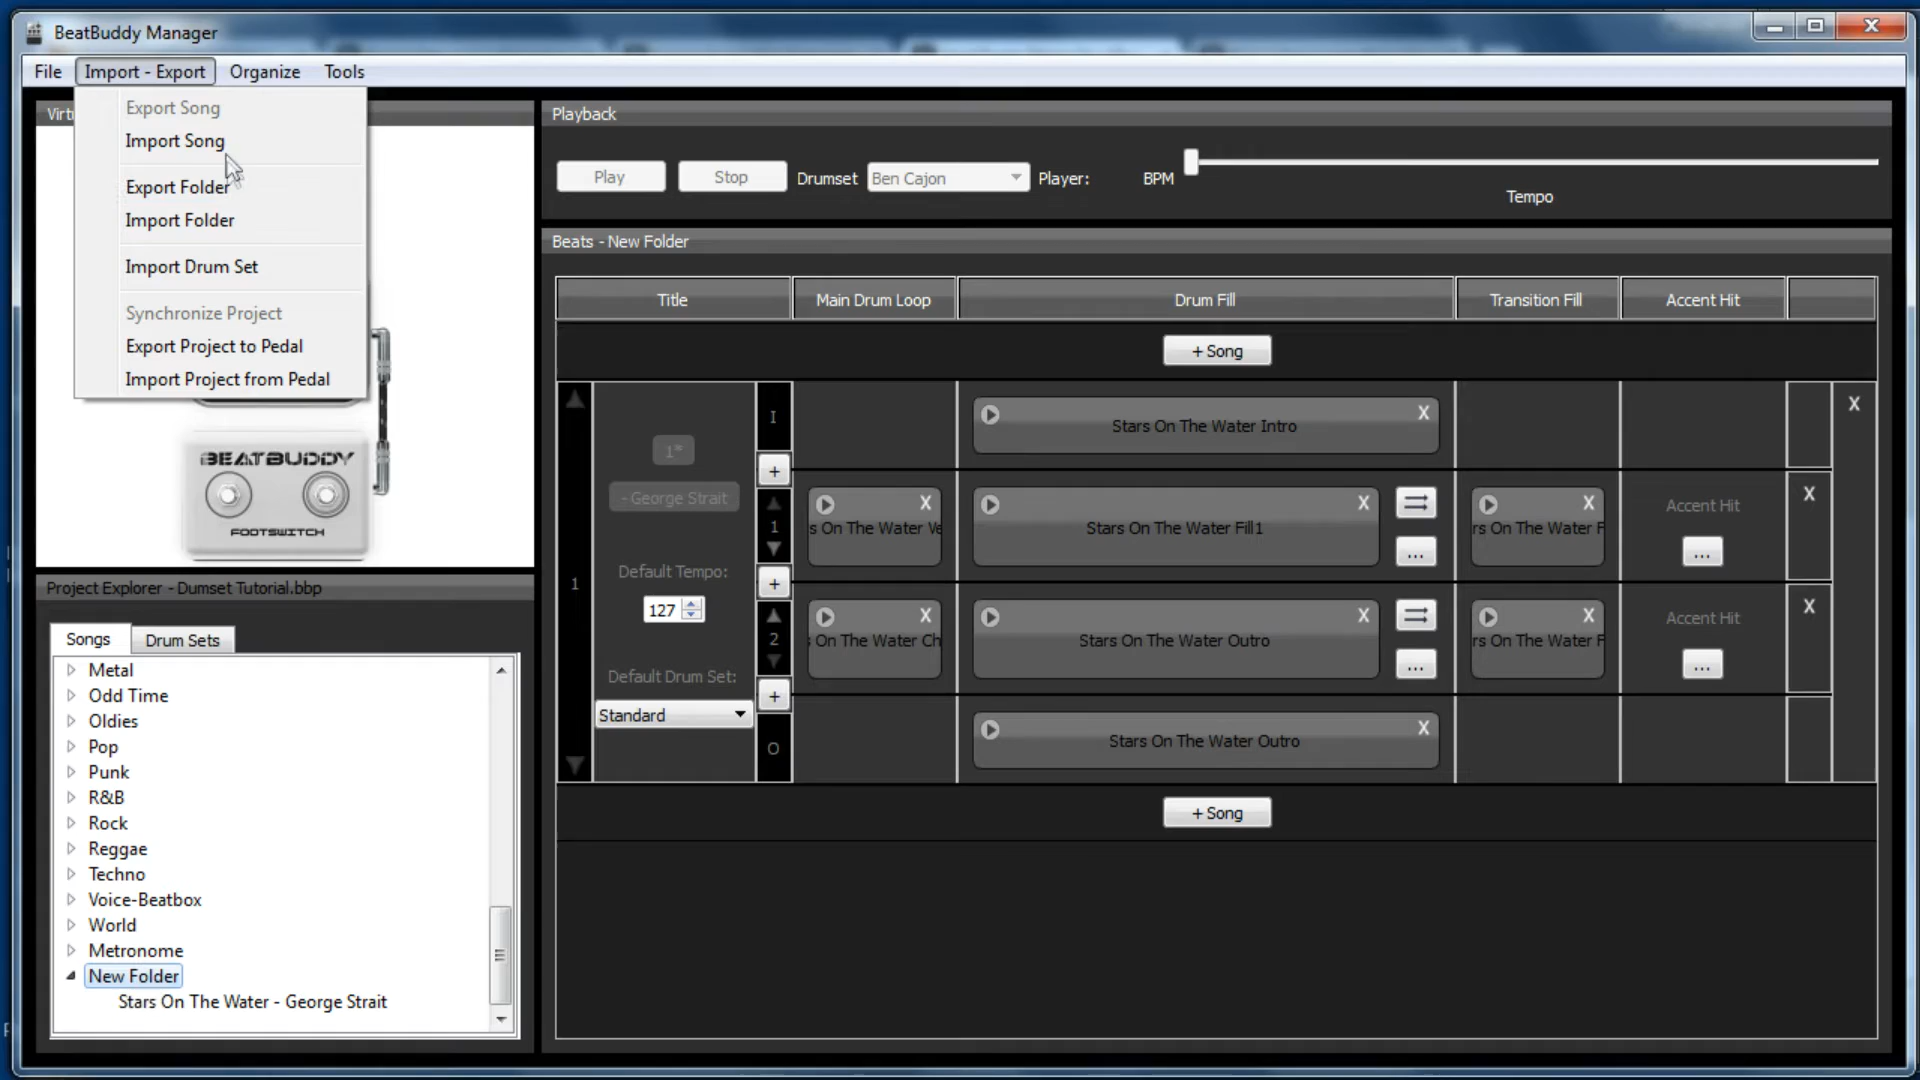 BeatBuddy Manager
File Import - Export Organize Tools
Export Song
Import Song
Export Folder
Import Folder
Import Drum Set
Synchronize Project
Export Project to Pedal
Import Project from Pedal
Virt
BEATBUDDY
FOOTSWITCH
Playback
Play Stop Drumset Ben Cajon Player: BPM
Tempo
Beats - New Folder
Title Main Drum Loop Drum Fill Transition Fill Accent Hit
+ Song
1
1*
- George Strait
Default Tempo:
127
Default Drum Set:
Standard
I
Stars On The Water Intro X
X
+
1
s On The Water Ve X
Stars On The Water Fill1 X
...
rs On The Water F X
Accent Hit
...
X
+
2
s On The Water Ch X
Stars On The Water Outro X
...
rs On The Water F X
Accent Hit
...
X
+
O
Stars On The Water Outro X
+ Song
Project Explorer - Dumset Tutorial.bbp
Songs Drum Sets
Metal
Odd Time
Oldies
Pop
Punk
R&B
Rock
Reggae
Techno
Voice-Beatbox
World
Metronome
New Folder
Stars On The Water - George Strait